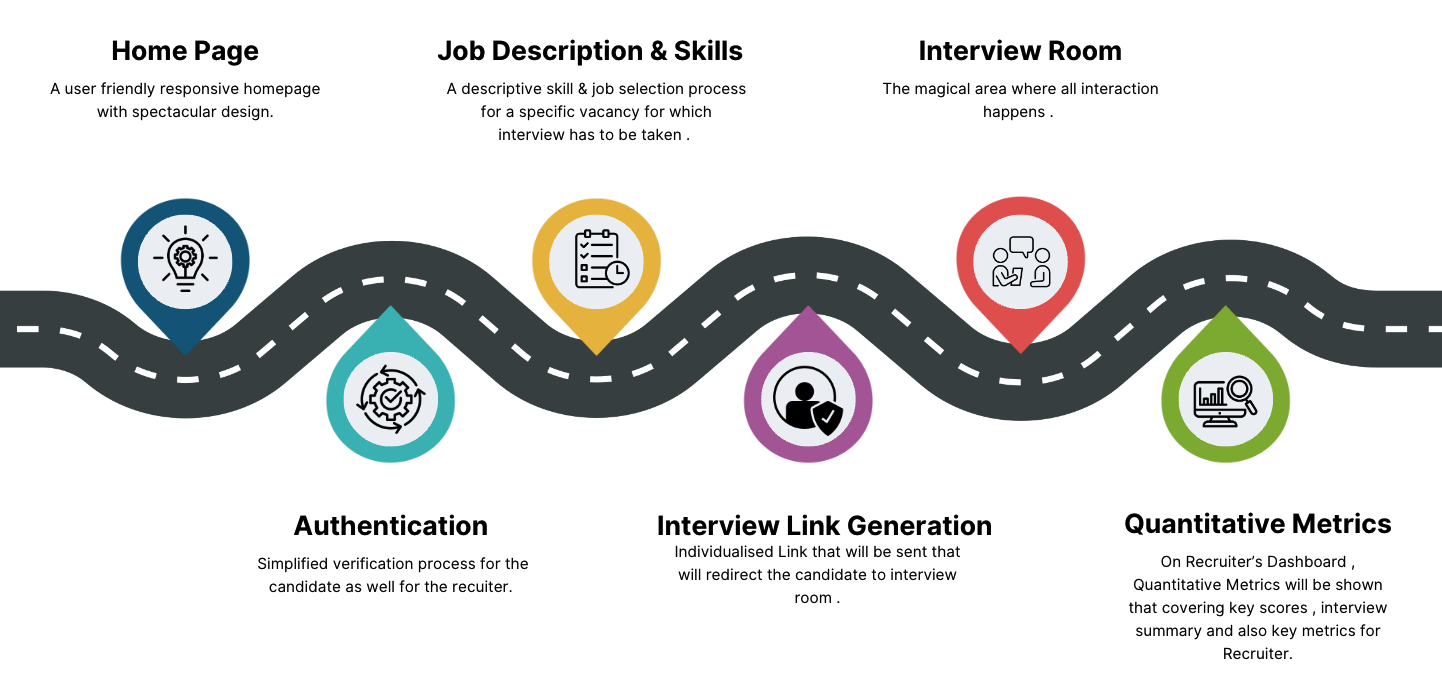 Home Page
A user friendly responsive homepage
with spectacular design.
Job Description & Skills
A descriptive skill & job selection process
for a specific vacancy for which
interview has to be taken .
Interview Room
The magical area where all interaction
happens .
Authentication
Simplified verification process for the
candidate as well for the recuiter.
Interview Link Generation
Individualised Link that will be sent that
will redirect the candidate to interview
room .
Quantitative Metrics
On Recruiter’s Dashboard ,
Quantitative Metrics will be shown
that covering key scores , interview
summary and also key metrics for
Recruiter.